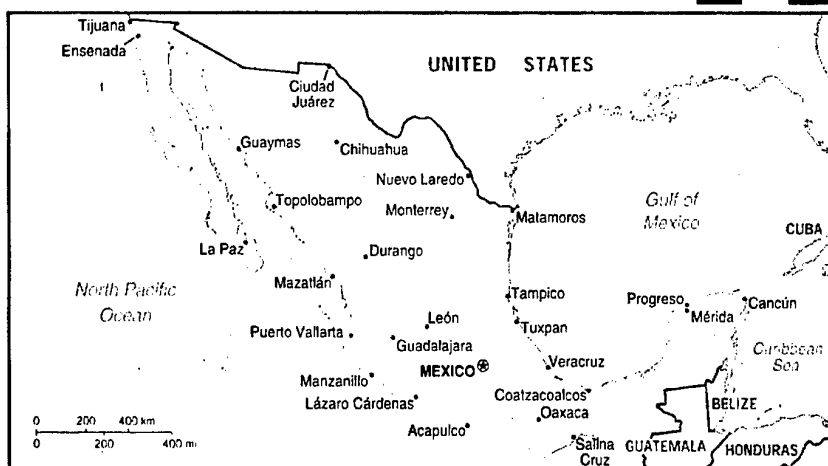 Tijuana
Ensenada
UNITED STATES
Ciudad
Juárez
Guaymas
Chihuahua
Nuevo Laredo
Topolobampo
Monterrey
Matamoros
Gulf of
Mexico
CUBA
La Paz
Durango
Mazatlán
North Pacific
Ocean
Tampico
Progreso
Cancún
Mérida
León
Tuxpan
Puerto Vallarta
Guadalajara
Caribbean
Sea
Veracruz
MEXICO
Manzanillo
Coatzacoalcos
BELIZE
Lázaro Cárdenas
Oaxaca
Acapulco
Salina
Cruz
GUATEMALA
HONDURAS
0 200 400 km
0 200 400 mi